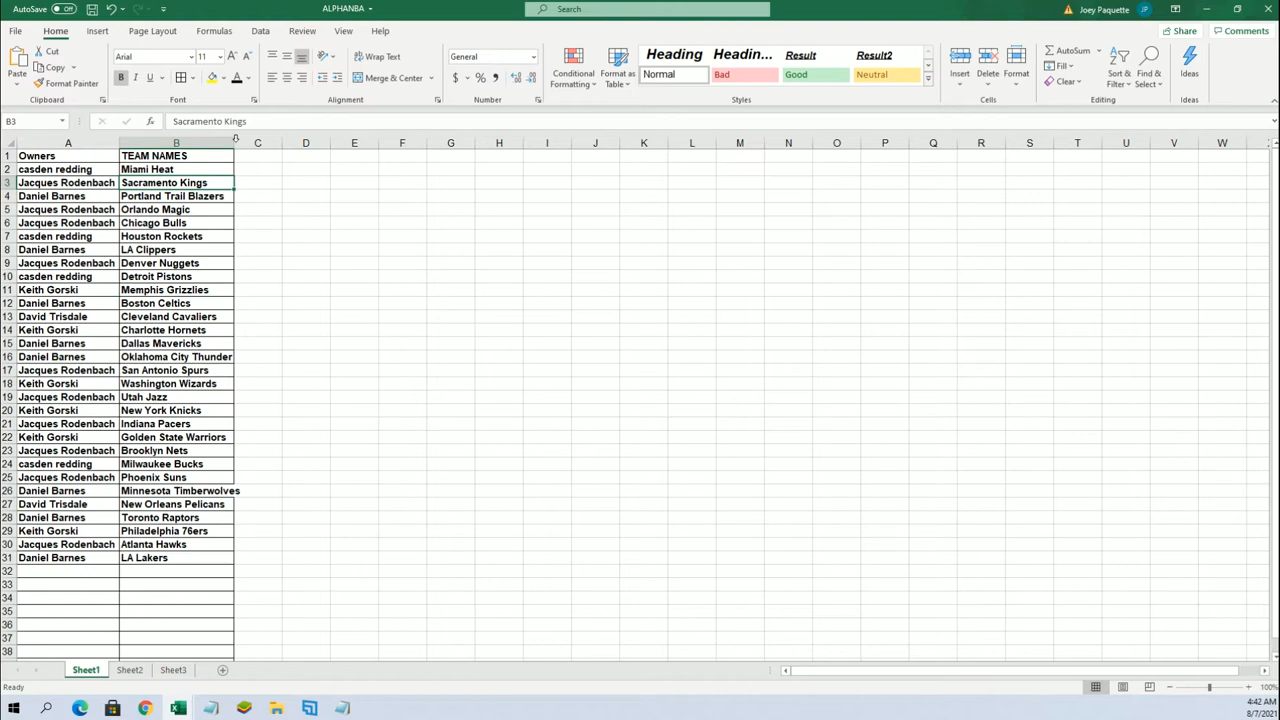 AutoSave Off ALPHANBA Search Joey Paquette JP
File Home Insert Page Layout Formulas Data Review View Help Share Comments
Paste Cut Copy Format Painter Clipboard
Arial 11 A A B I U A Font
Wrap Text Merge & Center Alignment
General $ % , Number
Conditional Formatting Format as Table
Heading Headin... Result Result2
Normal Bad Good Neutral
Styles
Insert Delete Format Cells
AutoSum Fill Clear Sort & Filter Find & Select Editing
Ideas Ideas
B3 fx Sacramento Kings
A B C D E F G H I J K L M N O P Q R S T U V W
1 Owners TEAM NAMES
2 casden redding Miami Heat
3 Jacques Rodenbach Sacramento Kings
4 Daniel Barnes Portland Trail Blazers
5 Jacques Rodenbach Orlando Magic
6 Jacques Rodenbach Chicago Bulls
7 casden redding Houston Rockets
8 Daniel Barnes LA Clippers
9 Jacques Rodenbach Denver Nuggets
10 casden redding Detroit Pistons
11 Keith Gorski Memphis Grizzlies
12 Daniel Barnes Boston Celtics
13 David Trisdale Cleveland Cavaliers
14 Keith Gorski Charlotte Hornets
15 Daniel Barnes Dallas Mavericks
16 Daniel Barnes Oklahoma City Thunder
17 Jacques Rodenbach San Antonio Spurs
18 Keith Gorski Washington Wizards
19 Jacques Rodenbach Utah Jazz
20 Keith Gorski New York Knicks
21 Jacques Rodenbach Indiana Pacers
22 Keith Gorski Golden State Warriors
23 Jacques Rodenbach Brooklyn Nets
24 casden redding Milwaukee Bucks
25 Jacques Rodenbach Phoenix Suns
26 Daniel Barnes Minnesota Timberwolves
27 David Trisdale New Orleans Pelicans
28 Daniel Barnes Toronto Raptors
29 Keith Gorski Philadelphia 76ers
30 Jacques Rodenbach Atlanta Hawks
31 Daniel Barnes LA Lakers
32
33
34
35
36
37
38
Sheet1 Sheet2 Sheet3
Ready 100%
4:42 AM
8/7/2021